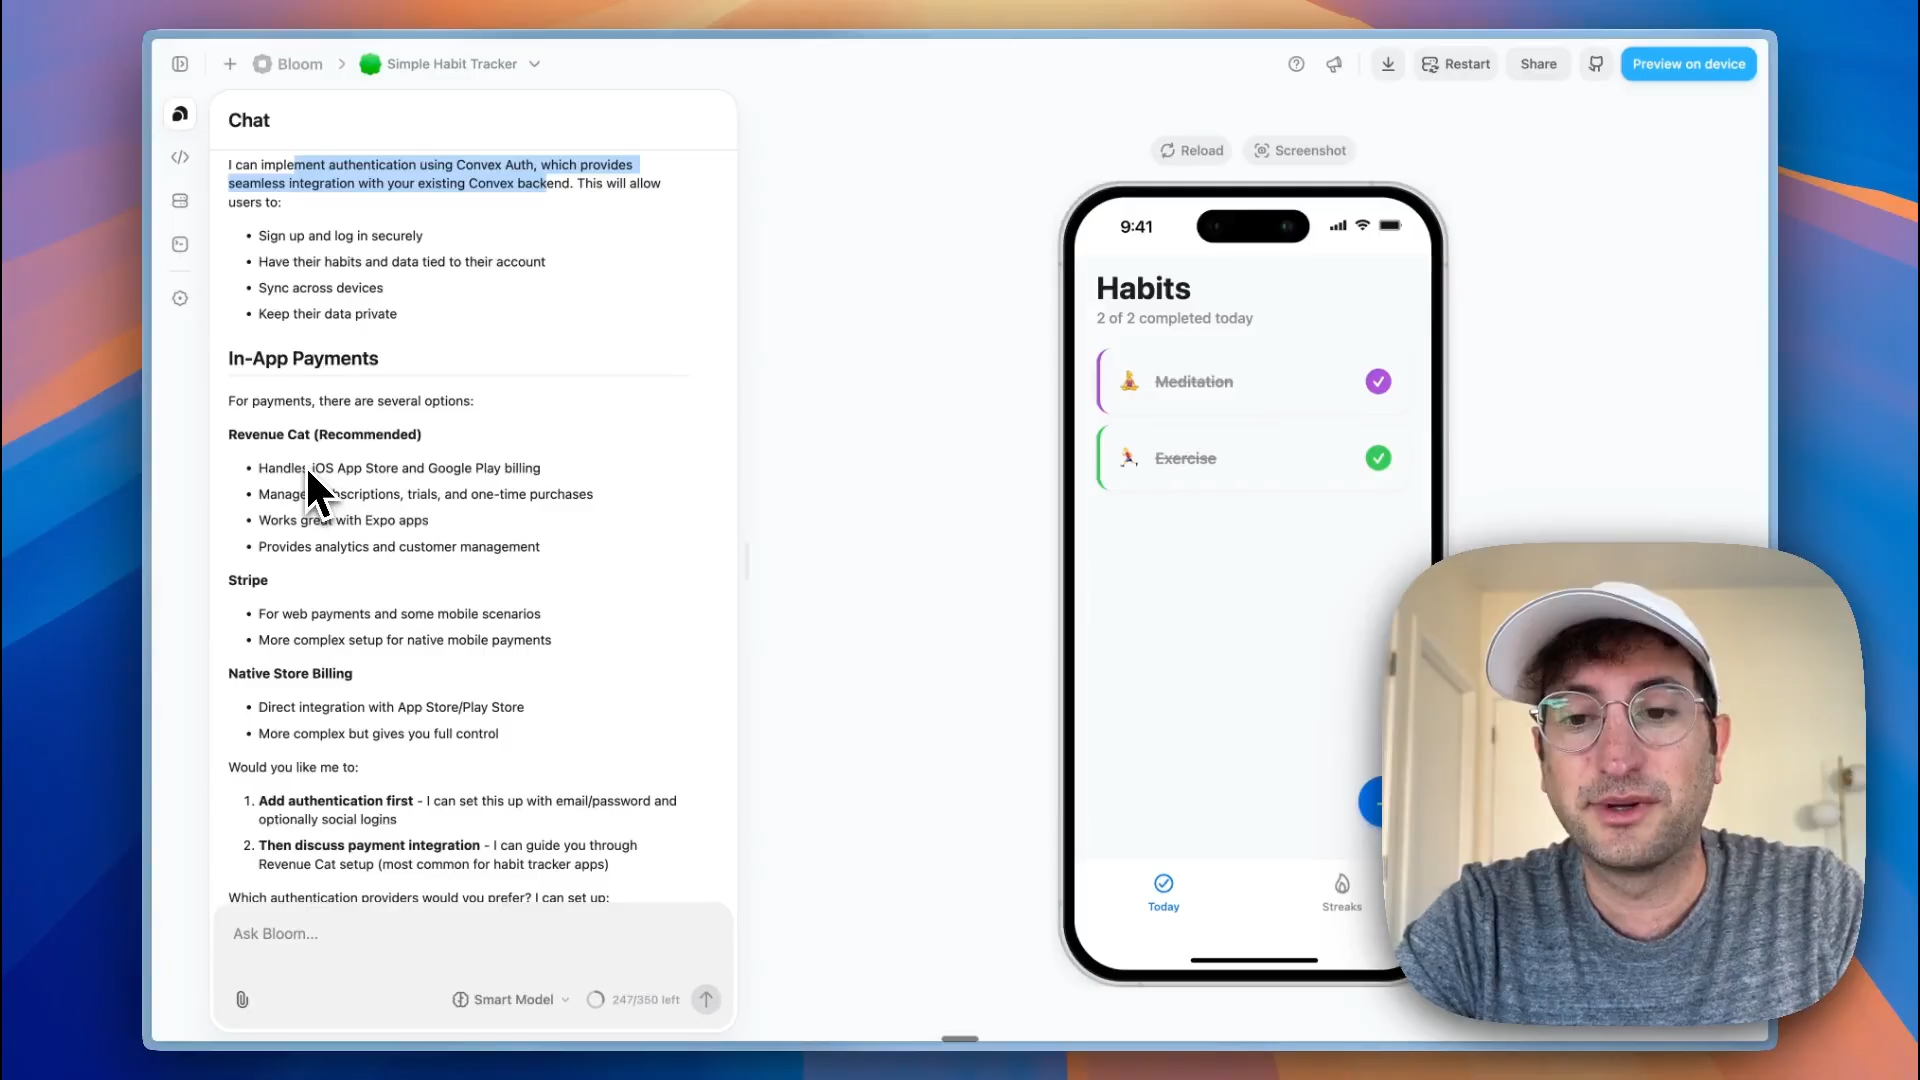 Bloom
Simple Habit Tracker
Restart
Share
Preview on device
Chat
I can implement authentication using Convex Auth, which provides
seamless integration with your existing Convex backend. This will allow
users to:
• Sign up and log in securely
• Have their habits and data tied to their account
• Sync across devices
• Keep their data private
In-App Payments
For payments, there are several options:
Revenue Cat (Recommended)
• Handles iOS App Store and Google Play billing
• Manage subscriptions, trials, and one-time purchases
• Works great with Expo apps
• Provides analytics and customer management
Stripe
• For web payments and some mobile scenarios
• More complex setup for native mobile payments
Native Store Billing
• Direct integration with App Store/Play Store
• More complex but gives you full control
Would you like me to:
1. Add authentication first - I can set this up with email/password and
optionally social logins
2. Then discuss payment integration - I can guide you through
Revenue Cat setup (most common for habit tracker apps)
Which authentication providers would you prefer? I can set up:
Ask Bloom...
Smart Model
247/350 left
Reload
Screenshot
9:41
Habits
2 of 2 completed today
Meditation
Exercise
Today
Streaks